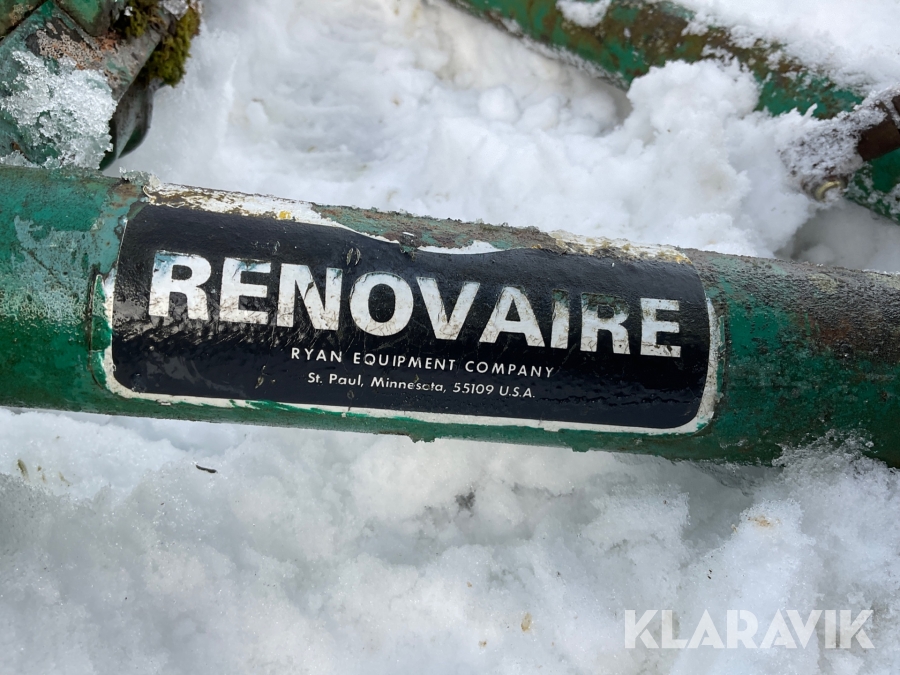 RENOVAIRE
RYAN EQUIPMENT COMPANY
St. Paul, Minnesota, 55109 U.S.A.
KLARAVIK